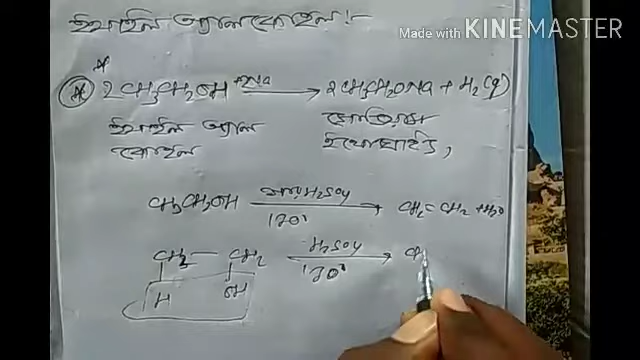 Made with KINEMASTER
ইথাইল অ্যালকোহল :-
2CH3CH2OH +2Na → 2CH3CH2ONa + H2(g)
ইথাইল অ্যাল সোডিয়াম
কোহল ইথোক্সাইড,
CH3CH2OH গাঢ় H2SO4 170° → CH2=CH2 + H2O
CH2 — CH2 H2SO4 170° → C
H OH